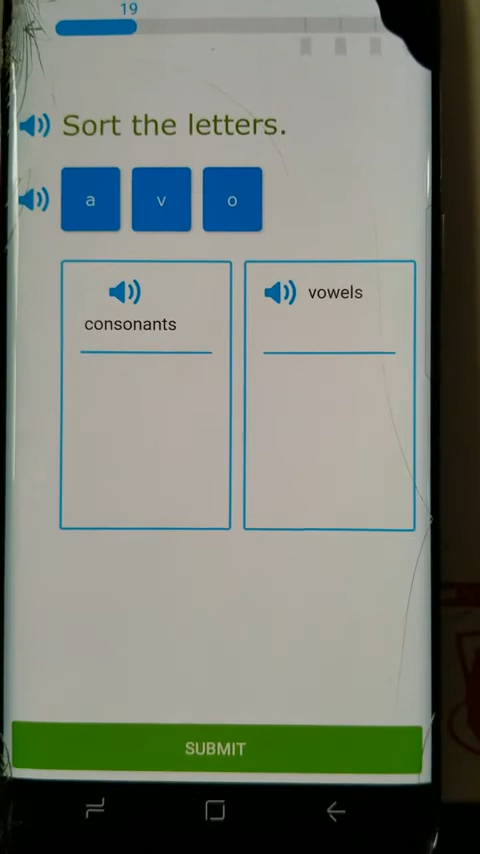 19
Sort the letters.
a v o
consonants
vowels
SUBMIT